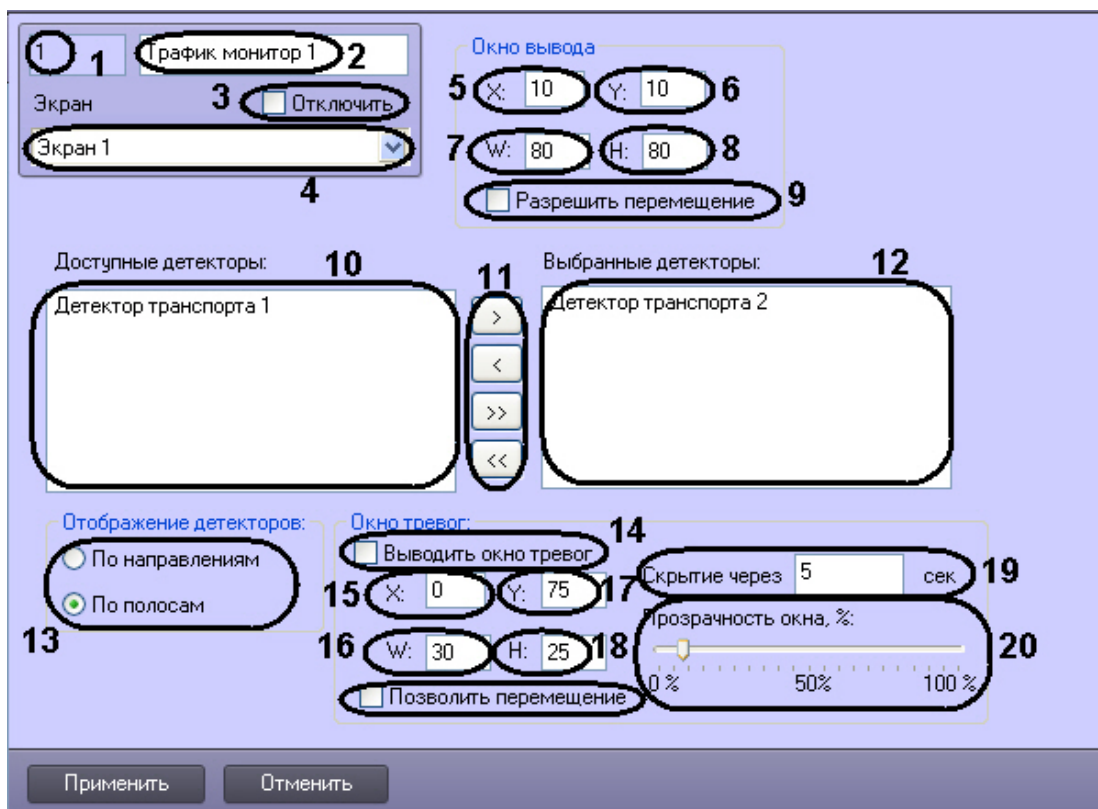 1 1 Трафик монитор 1 2
Экран 3 Отключить
Экран 1
4
Окно вывода
5 X: 10 Y: 10 6
7 W: 80 H: 80 8
Разрешить перемещение 9
Доступные детекторы: 10
Детектор транспорта 1
11
>
<
>>
<<
Выбранные детекторы: 12
Детектор транспорта 2
Отображение детекторов:
По направлениям
По полосам
13
Окно тревог:
Выводить окно тревог 14
15 X: 0 Y: 75 17
16 W: 30 H: 25 18
Позволить перемещение
Скрытие через 5 сек 19
Прозрачность окна, %:
20
0 % 50% 100 %
Применить Отменить